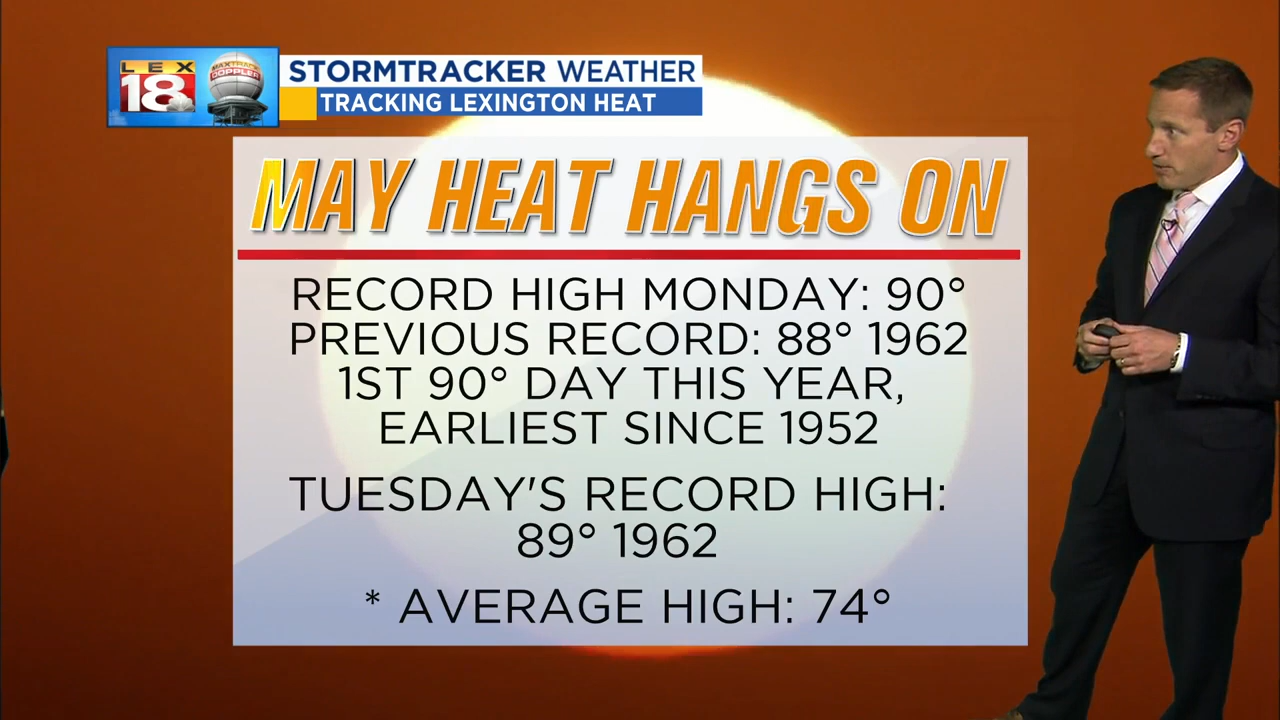 LEX
18
MAXTRACK
DOPPLER
STORMTRACKER WEATHER
TRACKING LEXINGTON HEAT
MAY HEAT HANGS ON
RECORD HIGH MONDAY: 90°
PREVIOUS RECORD: 88° 1962
1ST 90° DAY THIS YEAR,
EARLIEST SINCE 1952
TUESDAY'S RECORD HIGH:
89° 1962
* AVERAGE HIGH: 74°